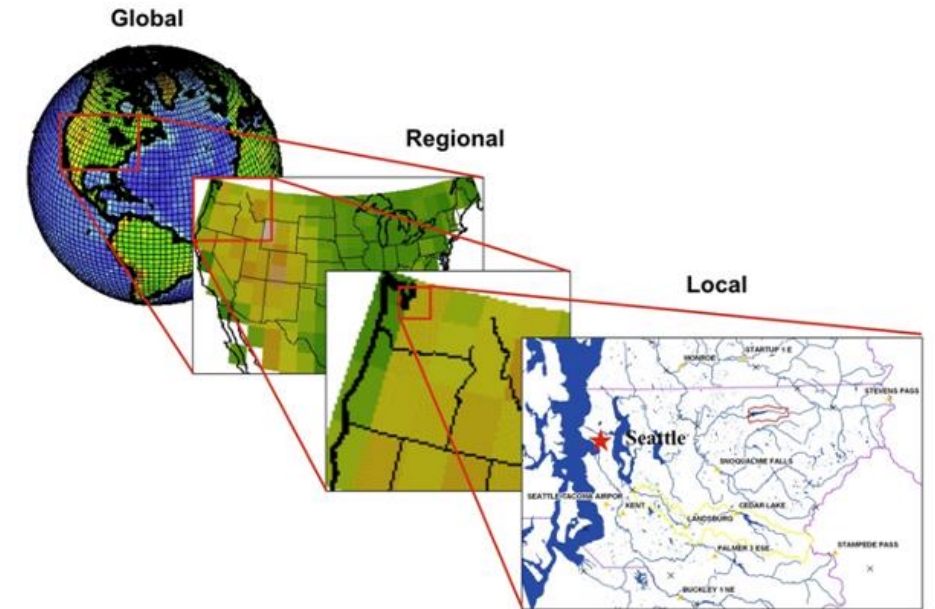 Global
Regional
Local
MONROE
STARTUP 1 E
STEVENS PASS
Seattle
SNOQUALMIE FALLS
SEATTLE-TACOMA AIRPOR
KENT
CEDAR LAKE
LANDSBURG
PALMER 3 ESE
STAMPEDE PASS
BUCKLEY 1 NE